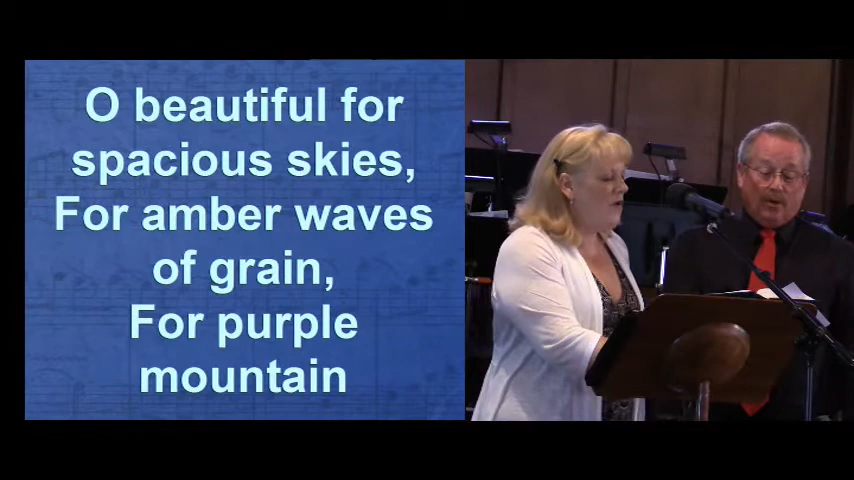 O beautiful for
spacious skies,
For amber waves
of grain,
For purple
mountain